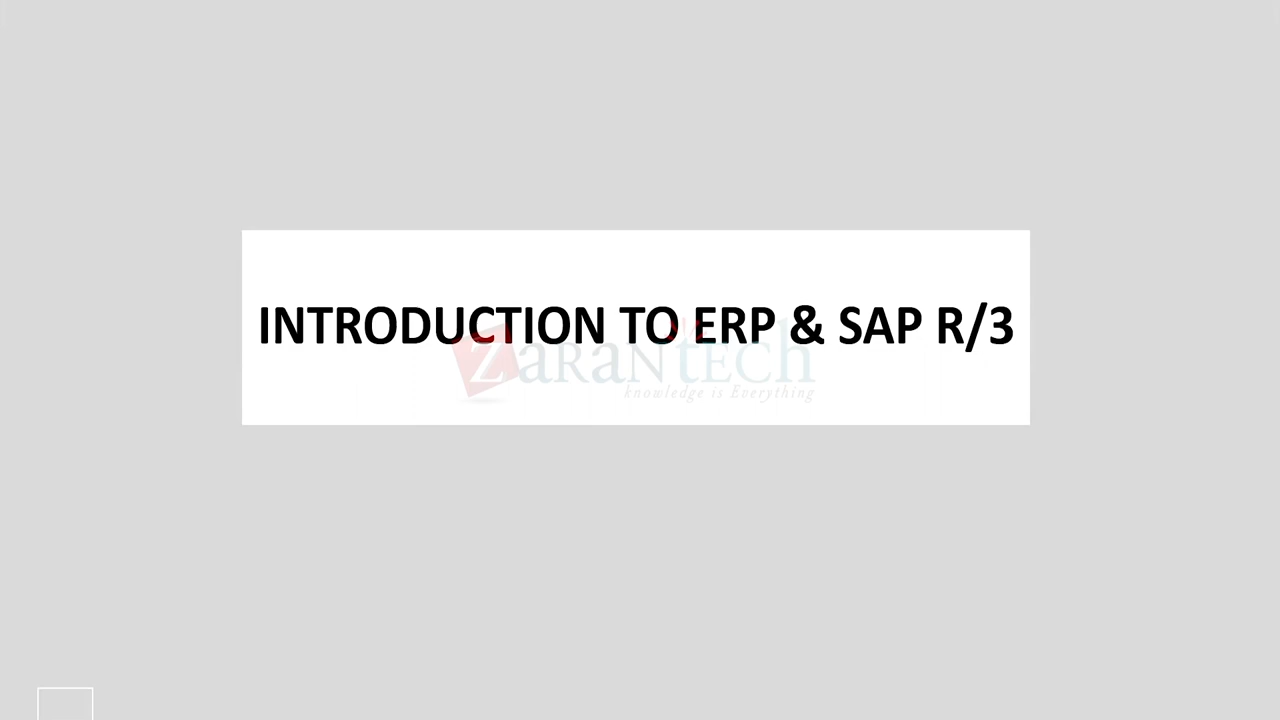 INTRODUCTION TO ERP & SAP R/3
ZaranTech
knowledge is Everything